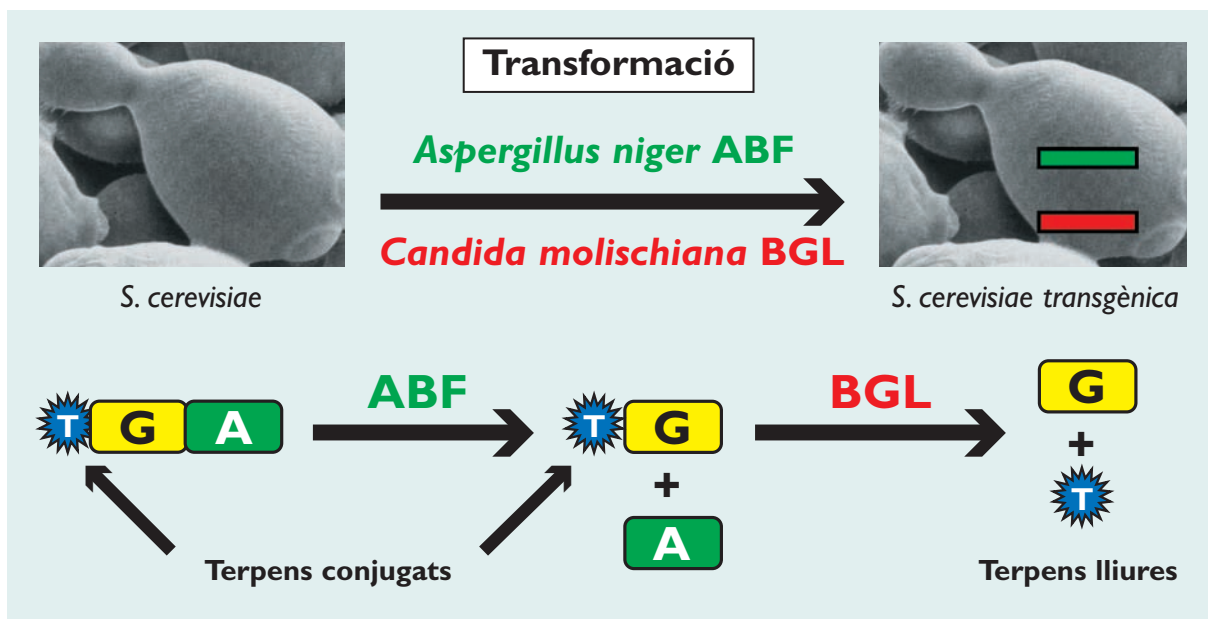 Transformació
Aspergillus niger ABF
Candida molischiana BGL
S. cerevisiae
S. cerevisiae transgènica
ABF
BGL
T G A
T G
+
A
G
+
T
Terpens conjugats
Terpens lliures